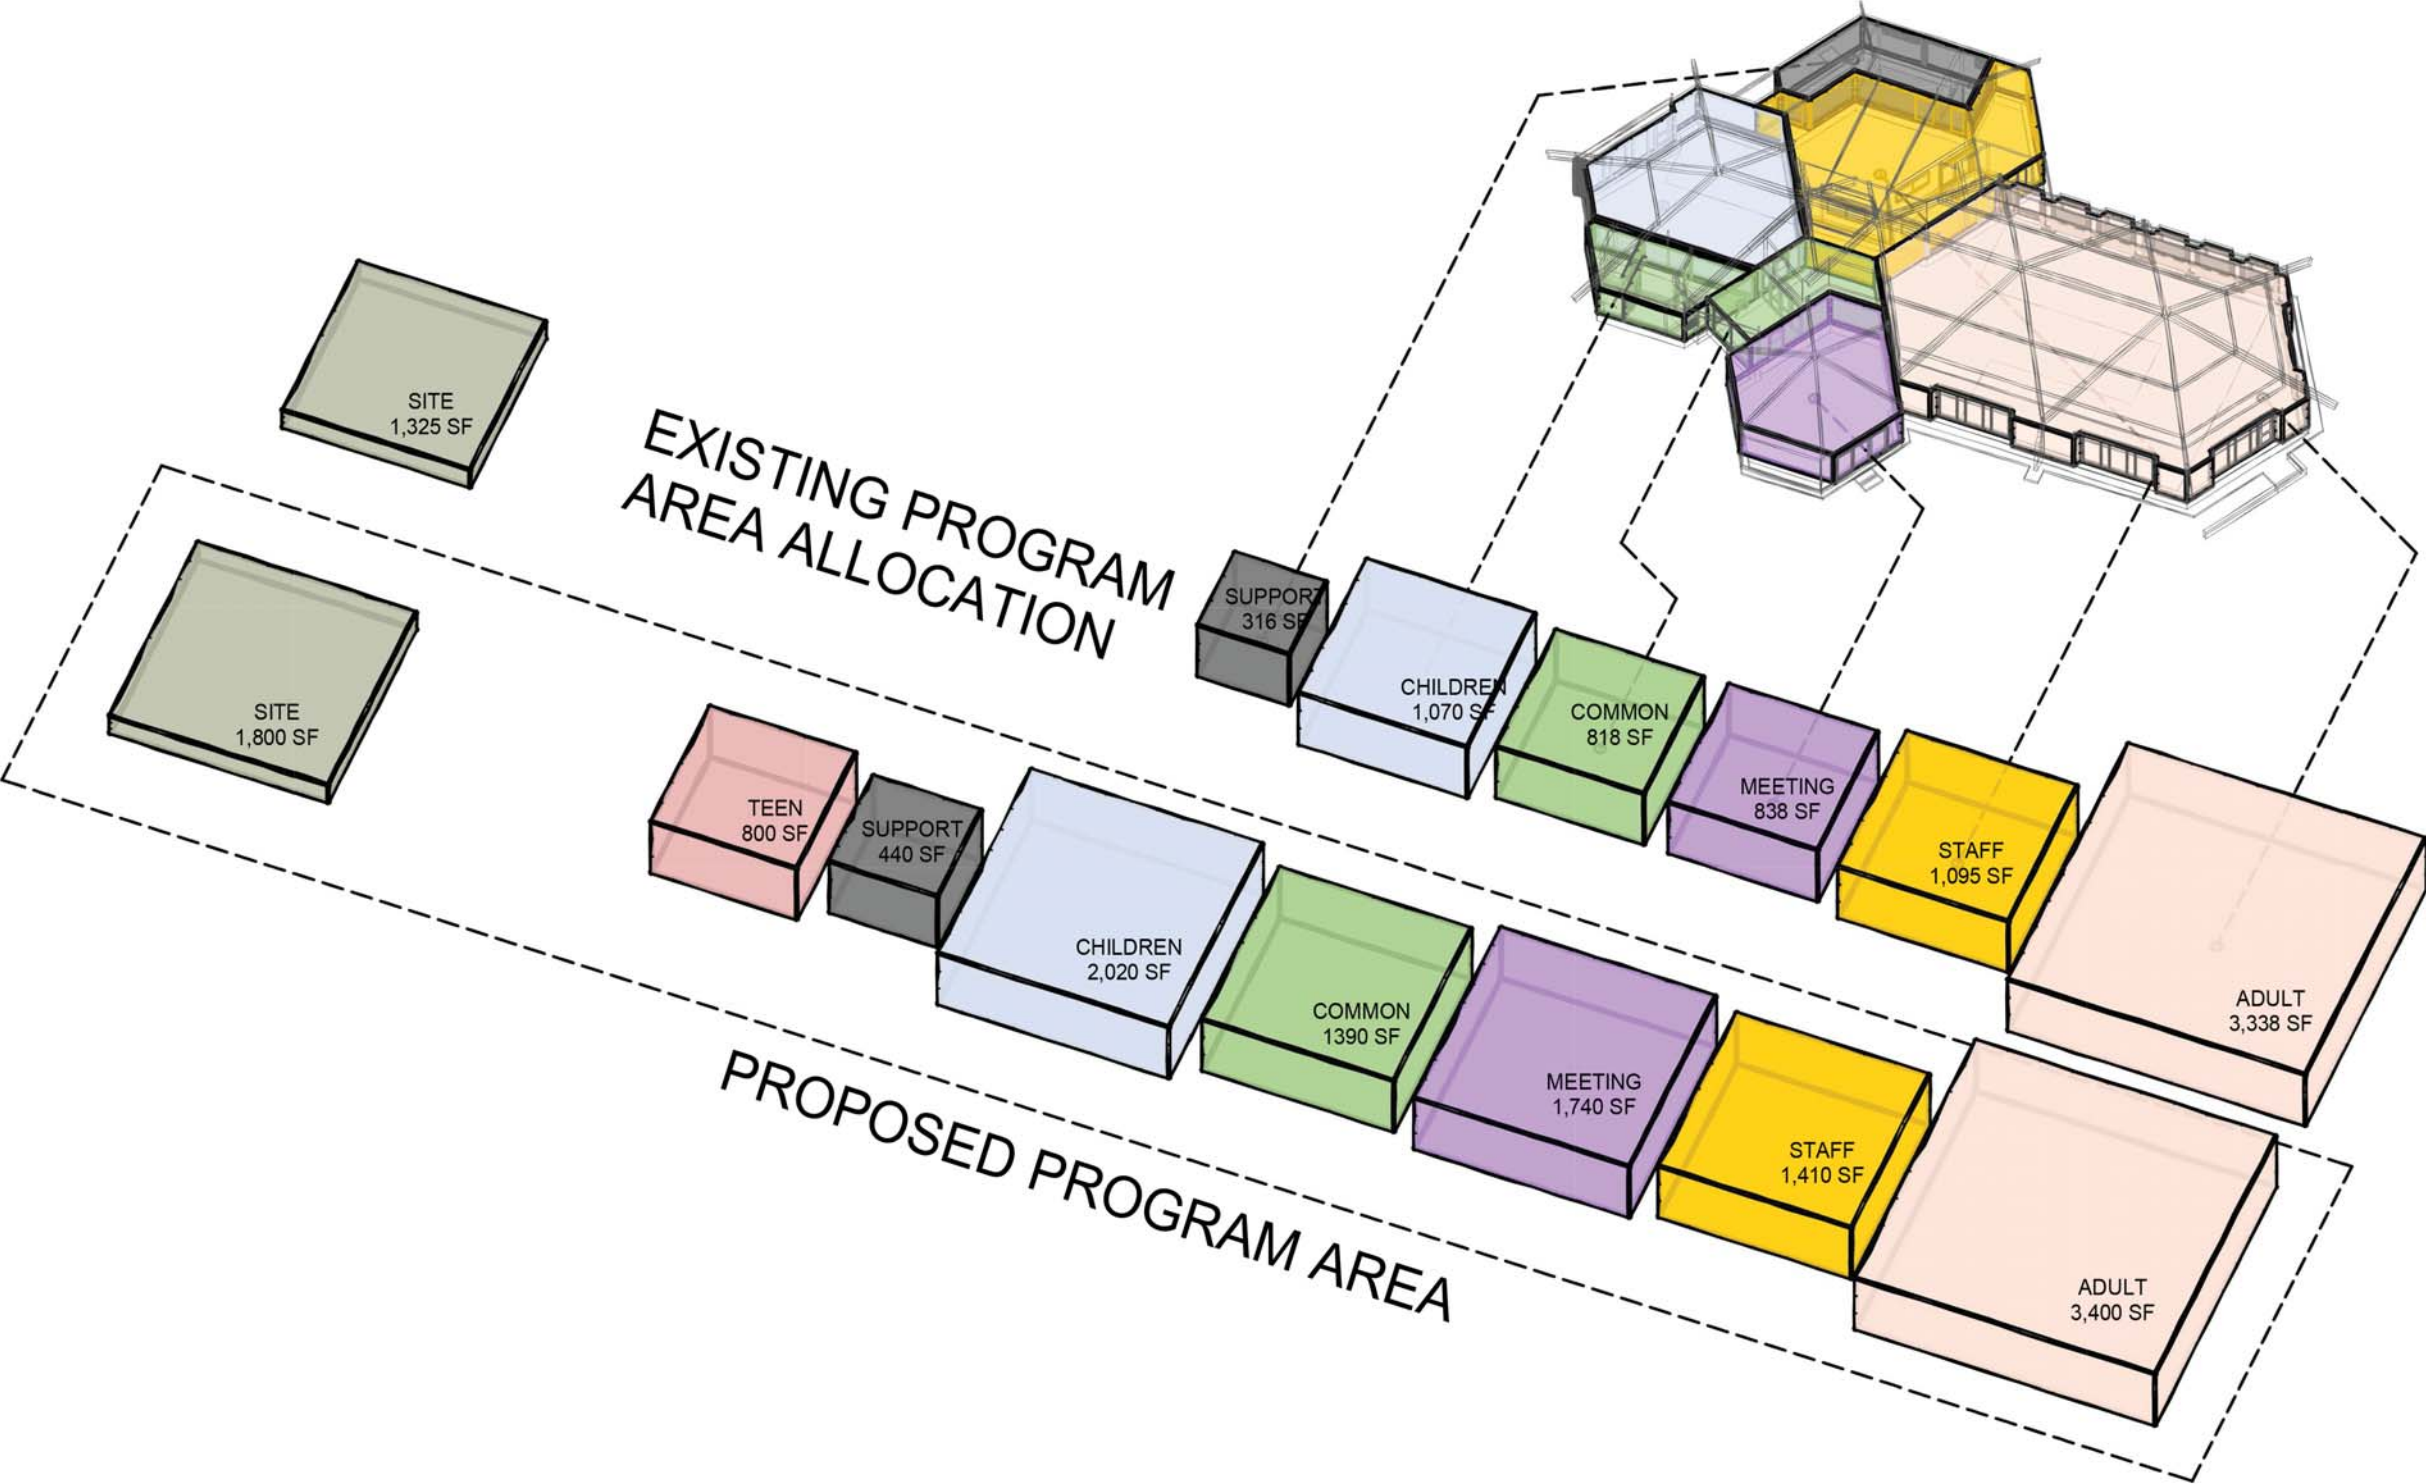 SITE
1,325 SF
EXISTING PROGRAM
AREA ALLOCATION
SUPPORT
316 SF
CHILDREN
1,070 SF
COMMON
818 SF
MEETING
838 SF
STAFF
1,095 SF
ADULT
3,338 SF
SITE
1,800 SF
TEEN
800 SF
SUPPORT
440 SF
CHILDREN
2,020 SF
COMMON
1390 SF
MEETING
1,740 SF
STAFF
1,410 SF
ADULT
3,400 SF
PROPOSED PROGRAM AREA